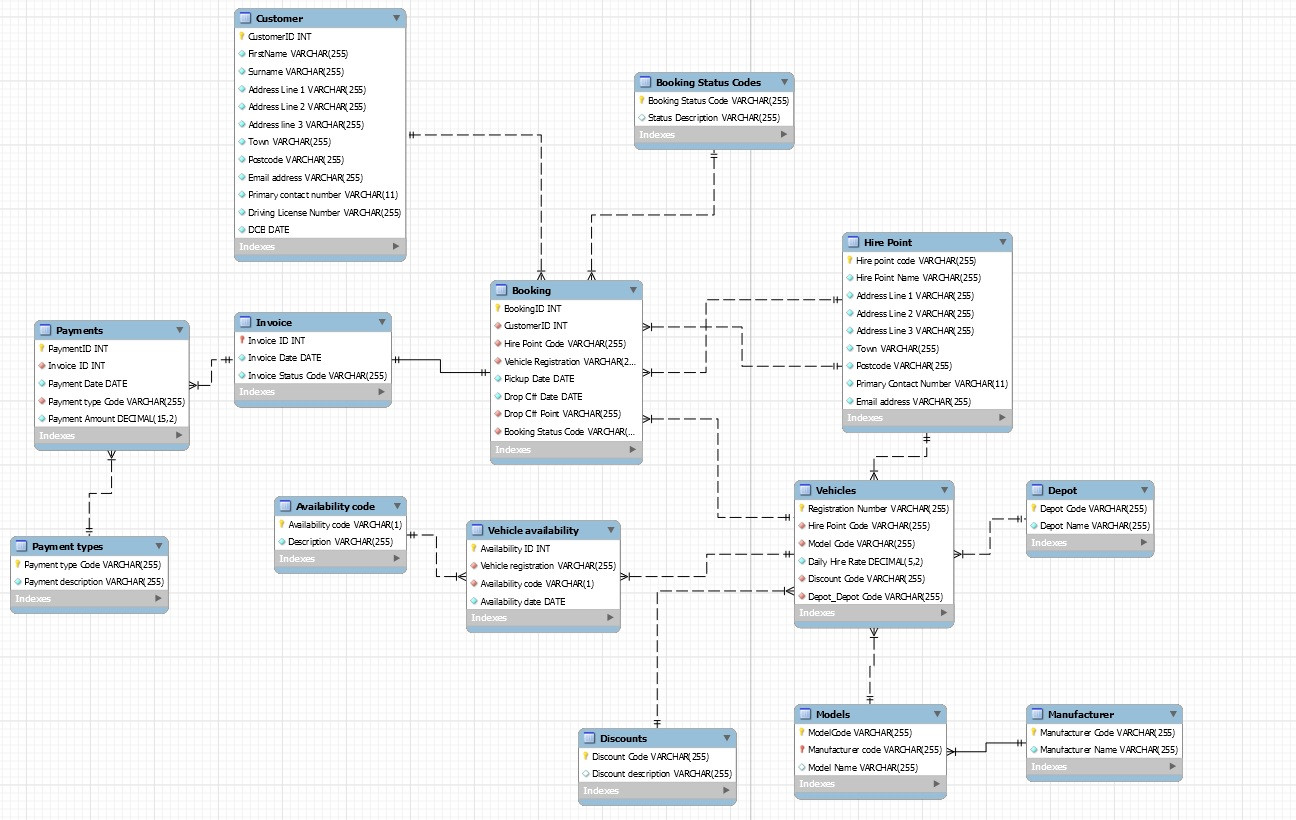 Customer
CustomerID INT
FirstName VARCHAR(255)
Surname VARCHAR(255)
Address Line 1 VARCHAR(255)
Address Line 2 VARCHAR(255)
Address line 3 VARCHAR(255)
Town VARCHAR(255)
Postcode VARCHAR(255)
Email address VARCHAR(255)
Primary contact number VARCHAR(11)
Driving License Number VARCHAR(255)
DOB DATE
Indexes
Booking Status Codes
Booking Status Code VARCHAR(255)
Status Description VARCHAR(255)
Indexes
Hire Point
Hire point code VARCHAR(255)
Hire Point Name VARCHAR(255)
Address Line 1 VARCHAR(255)
Address Line 2 VARCHAR(255)
Address Line 3 VARCHAR(255)
Town VARCHAR(255)
Postcode VARCHAR(255)
Primary Contact Number VARCHAR(11)
Email address VARCHAR(255)
Indexes
Booking
BookingID INT
CustomerID INT
Hire Point Code VARCHAR(255)
Vehicle Registration VARCHAR(2...
Pickup Date DATE
Drop Off Date DATE
Drop Off Point VARCHAR(255)
Booking Status Code VARCHAR(...
Indexes
Invoice
Invoice ID INT
Invoice Date DATE
Invoice Status Code VARCHAR(255)
Indexes
Payments
PaymentID INT
Invoice ID INT
Payment Date DATE
Payment type Code VARCHAR(255)
Payment Amount DECIMAL(15,2)
Indexes
Payment types
Payment type Code VARCHAR(255)
Payment description VARCHAR(255)
Indexes
Availability code
Availability code VARCHAR(1)
Description VARCHAR(255)
Indexes
Vehicle availability
Availability ID INT
Vehicle registration VARCHAR(255)
Availability code VARCHAR(1)
Availability date DATE
Indexes
Vehicles
Registration Number VARCHAR(255)
Hire Point Code VARCHAR(255)
Model Code VARCHAR(255)
Daily Hire Rate DECIMAL(5,2)
Discount Code VARCHAR(255)
Depot_Depot Code VARCHAR(255)
Indexes
Depot
Depot Code VARCHAR(255)
Depot Name VARCHAR(255)
Indexes
Discounts
Discount Code VARCHAR(255)
Discount description VARCHAR(255)
Indexes
Models
ModelCode VARCHAR(255)
Manufacturer code VARCHAR(255)
Model Name VARCHAR(255)
Indexes
Manufacturer
Manufacturer Code VARCHAR(255)
Manufacturer Name VARCHAR(255)
Indexes